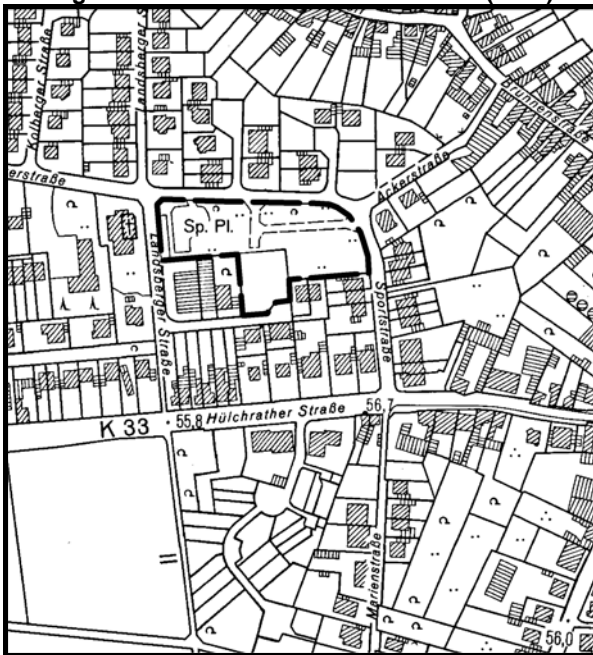 Kolberger Straße
Landsberger S
Brunnenstraße
Ackerstraße
erstraße
Sp. Pl.
Landsberger Straße
Sportstraße
K 33
55,8
Hülchrather Straße
56,7
Marienstraße
56,0